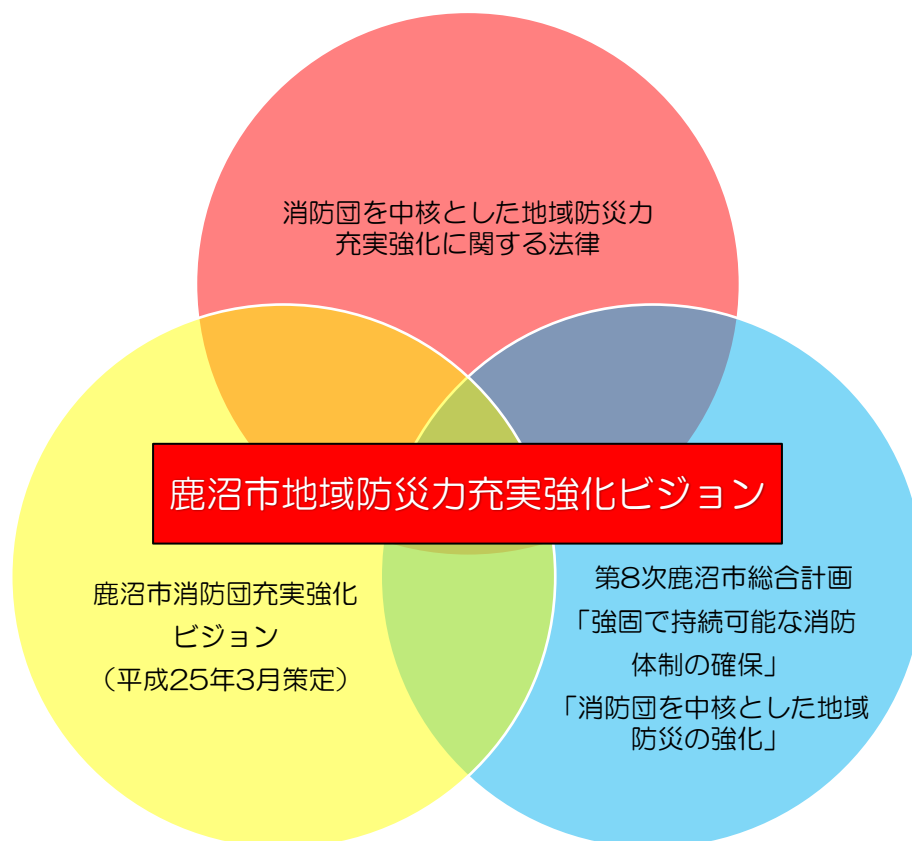 消防団を中核とした地域防災力
充実強化に関する法律
鹿沼市地域防災力充実強化ビジョン
鹿沼市消防団充実強化
ビジョン
（平成25年3月策定）
第8次鹿沼市総合計画
「強固で持続可能な消防
体制の確保」
「消防団を中核とした地域
防災の強化」